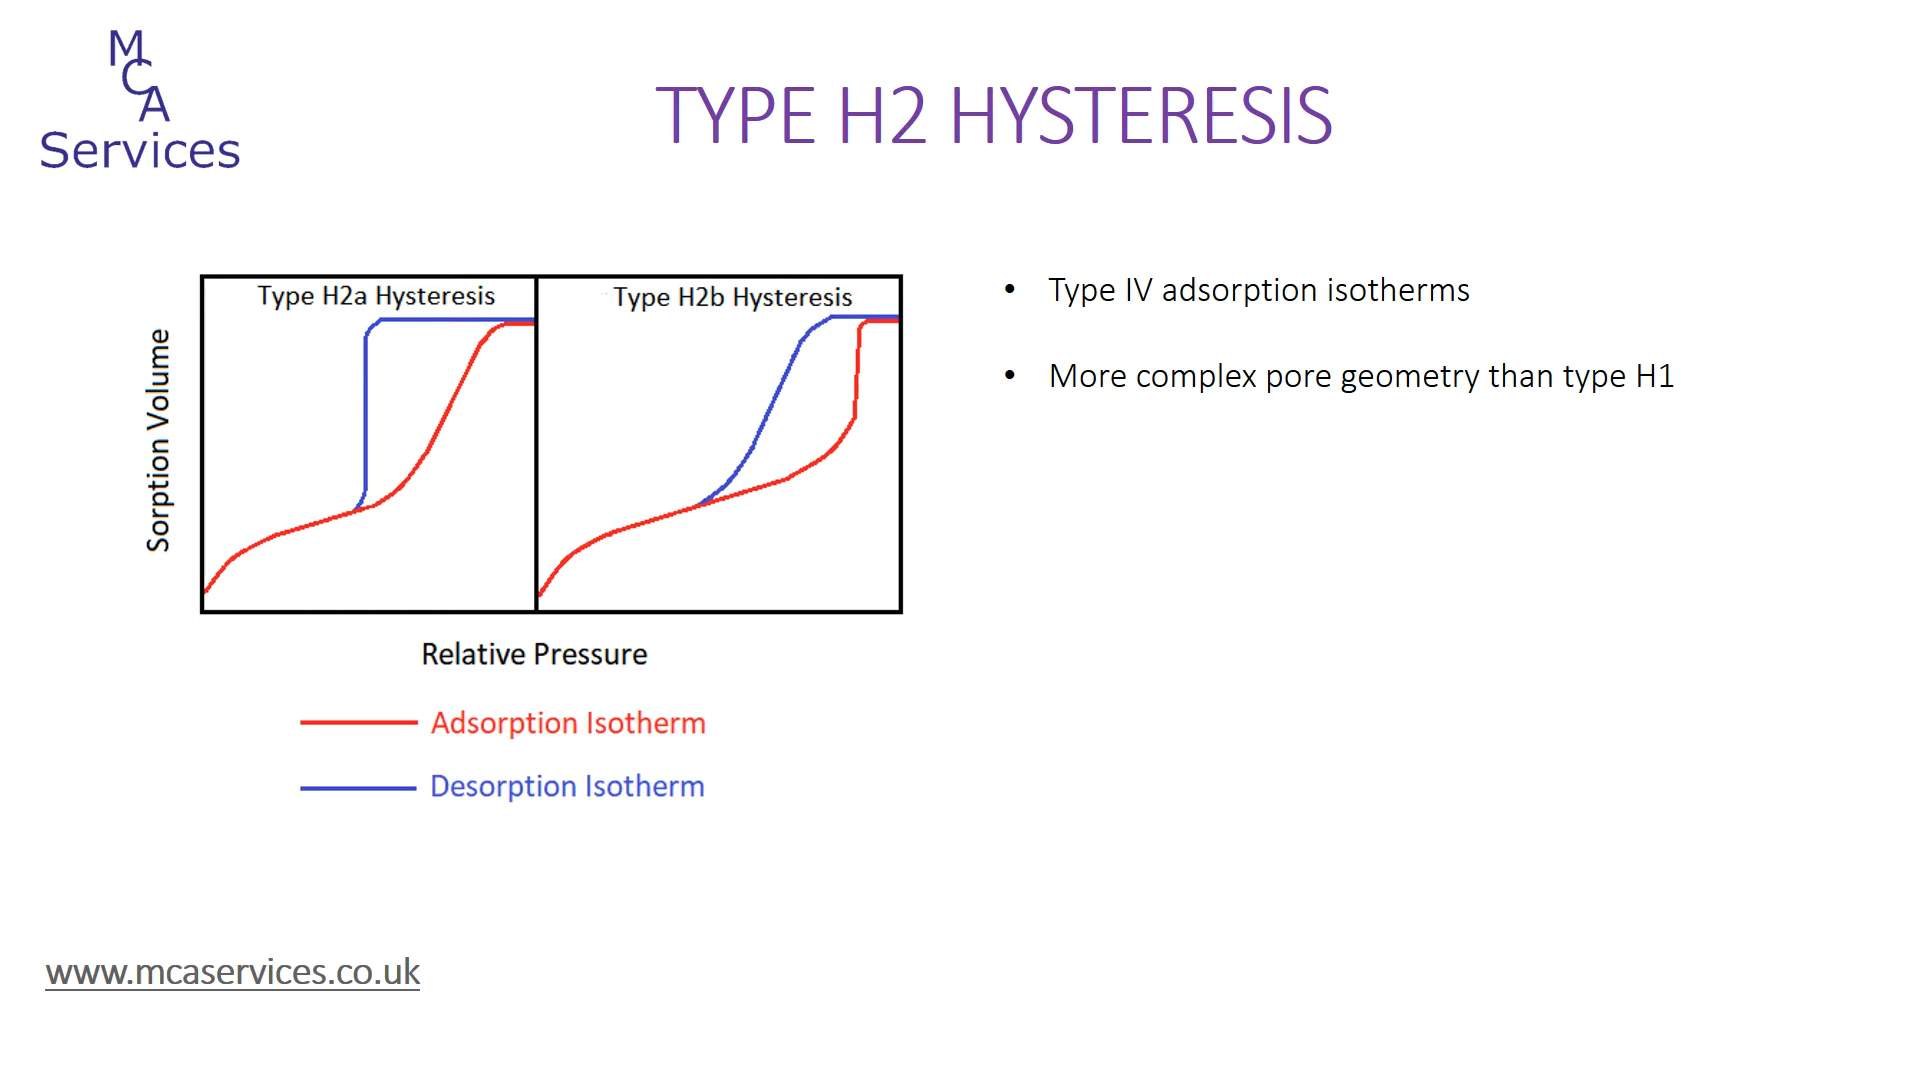 M
C
A
Services
TYPE H2 HYSTERESIS
Type H2a Hysteresis
Type H2b Hysteresis
Sorption Volume
Relative Pressure
Adsorption Isotherm
Desorption Isotherm
• Type IV adsorption isotherms
• More complex pore geometry than type H1
www.mcaservices.co.uk